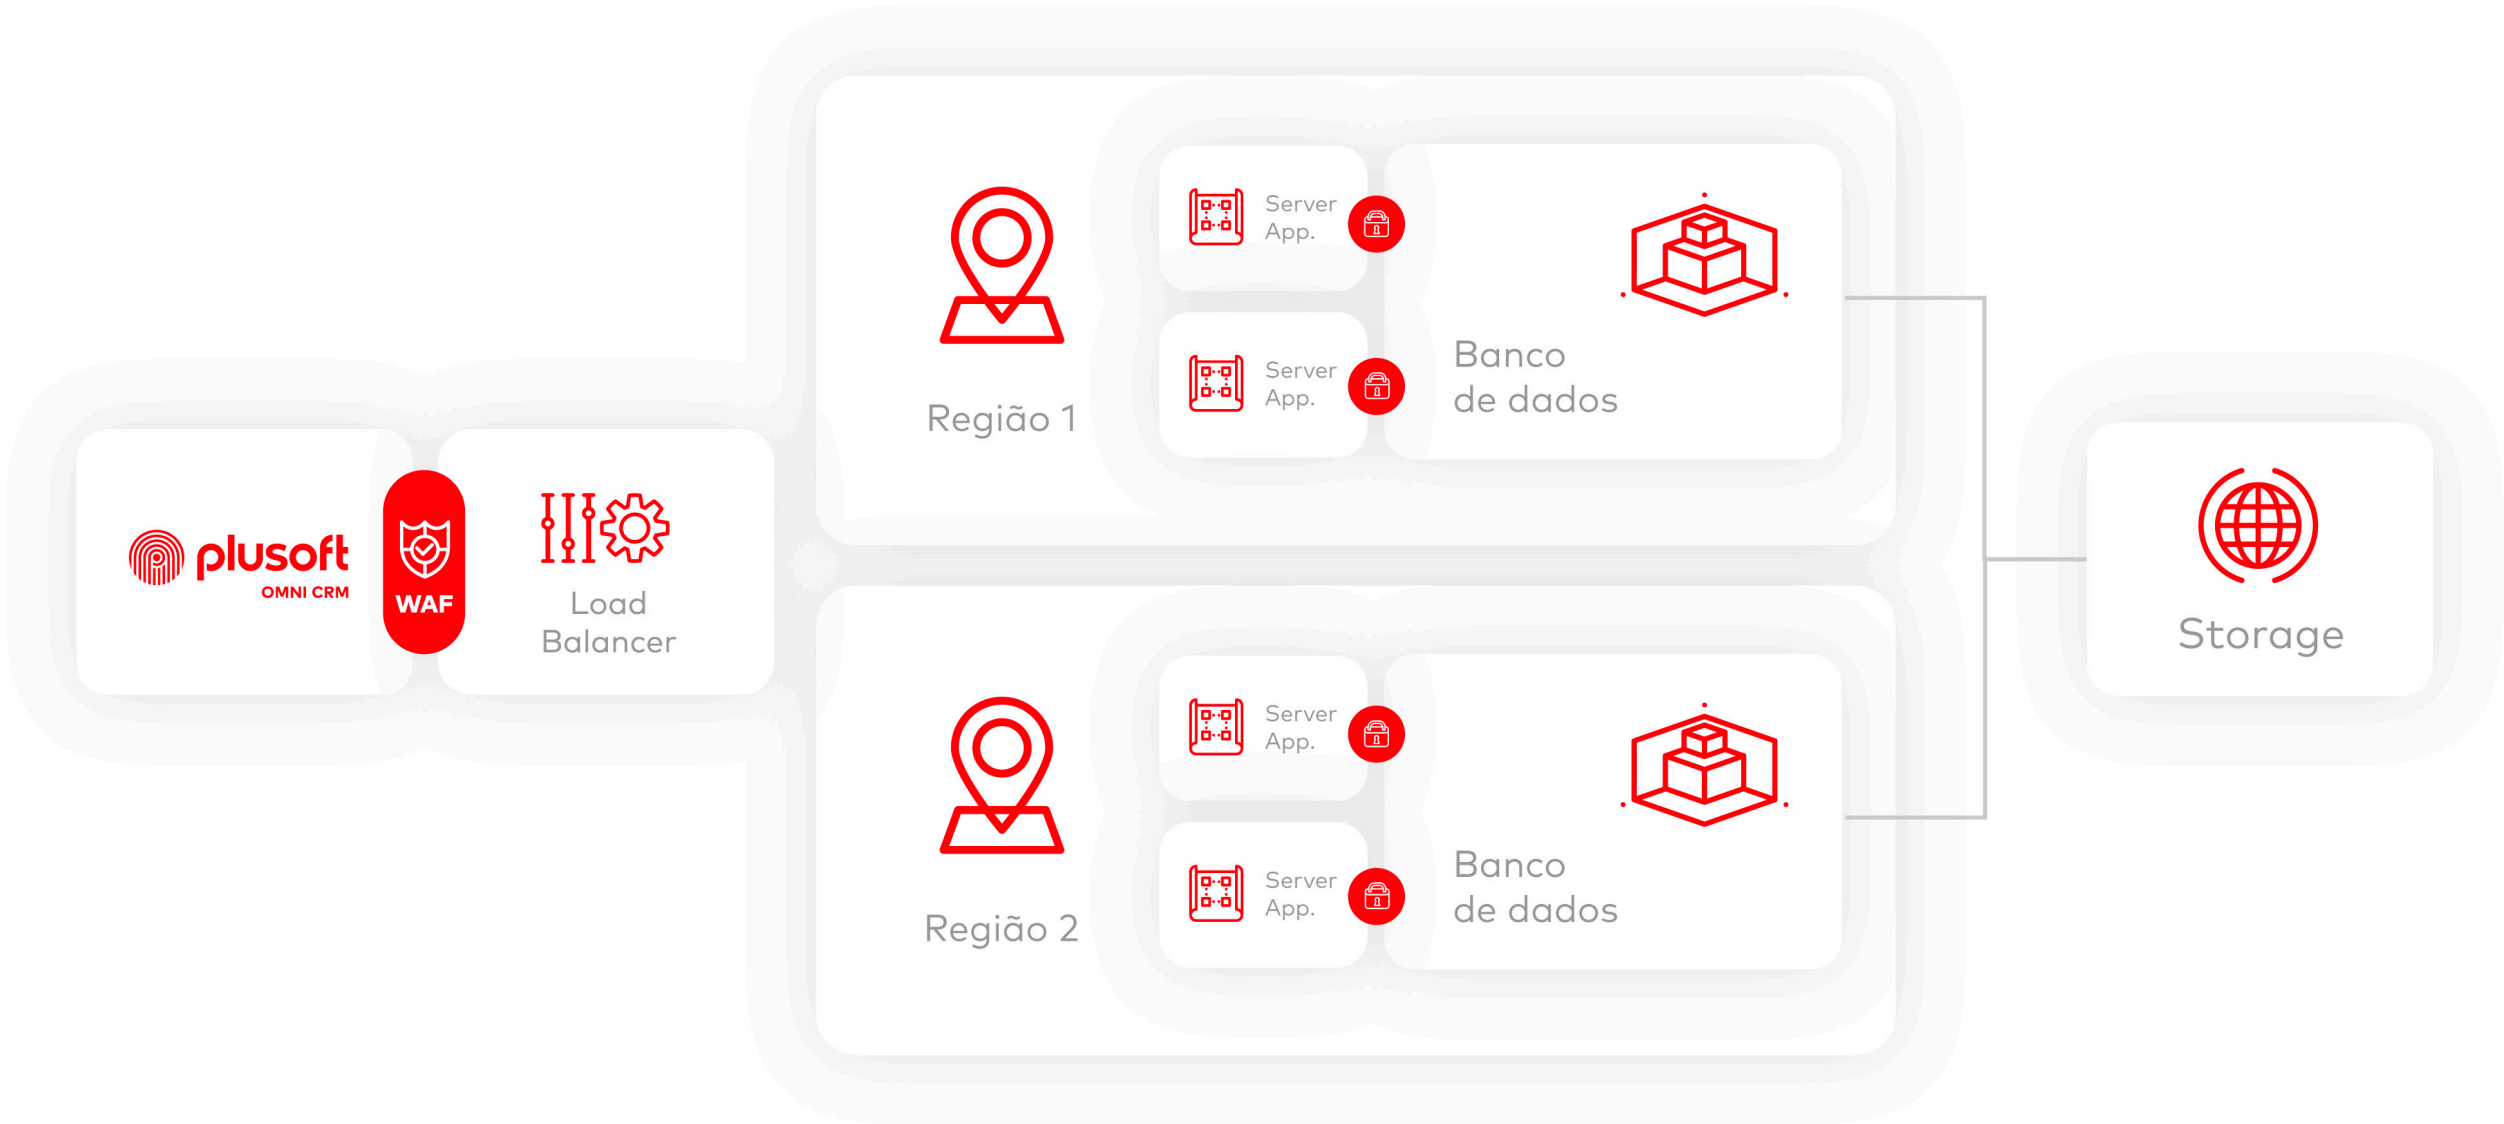 plusoft
OMNI CRM
WAF
Load
Balancer
Região 1
Server
App.
Server
App.
Banco
de dados
Região 2
Server
App.
Server
App.
Banco
de dados
Storage